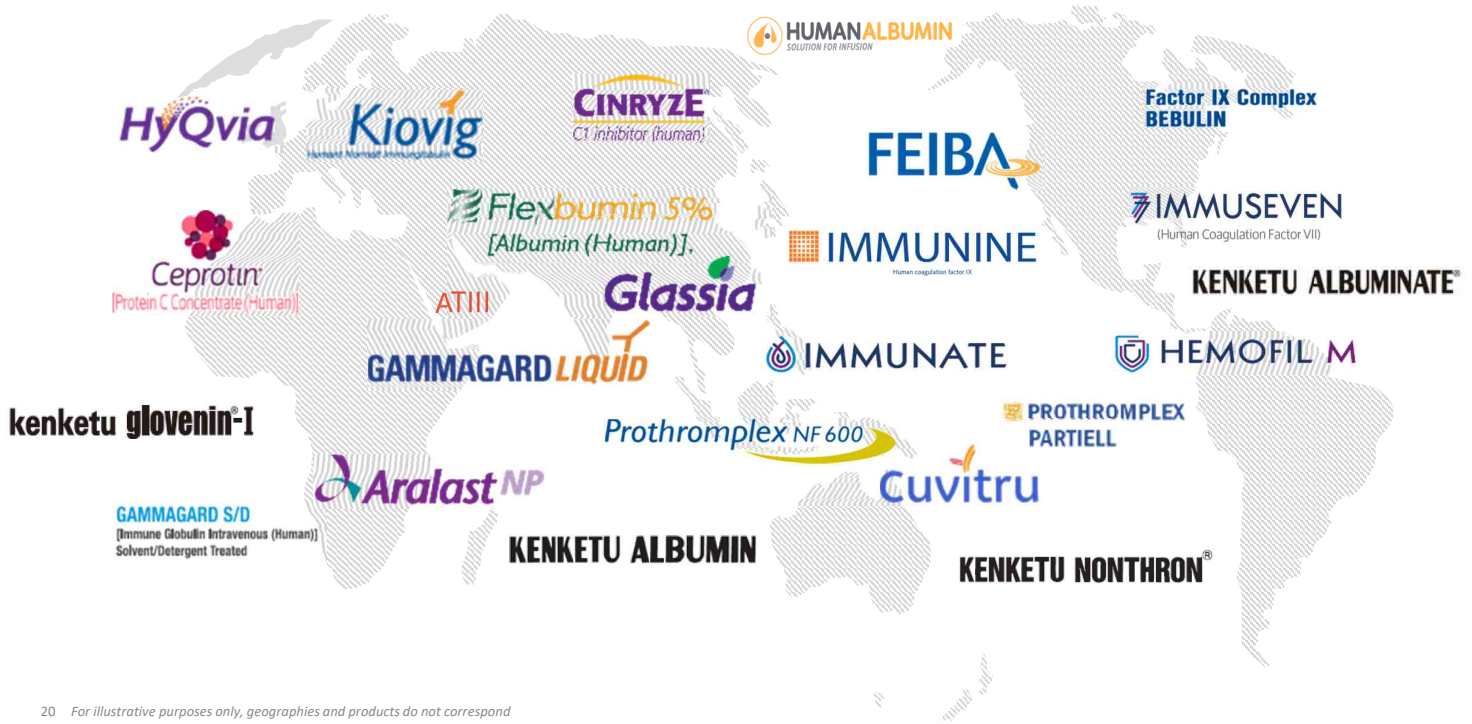 HUMANALBUMIN
SOLUTION FOR INFUSION
HyQvia
Kiovig
Human Normal Immunoglobulin
CINRYZE
C1 inhibitor (human)
FEIBA
Factor IX Complex
BEBULIN
Flexbumin 5%
[Albumin (Human)],
IMMUSEVEN
(Human Coagulation Factor VII)
Ceprotin
[Protein C Concentrate (Human)]
ATIII
Glassia
IMMUNINE
Human coagulation factor IX
KENKETU ALBUMINATE®
GAMMAGARD LIQUID
IMMUNATE
HEMOFIL M
kenketu glovenin®-I
Prothromplex NF 600
PROTHROMPLEX
PARTIELL
Aralast NP
Cuvitru
GAMMAGARD S/D
[Immune Globulin Intravenous (Human)]
Solvent/Detergent Treated
KENKETU ALBUMIN
KENKETU NONTHRON®
20 For illustrative purposes only, geographies and products do not correspond